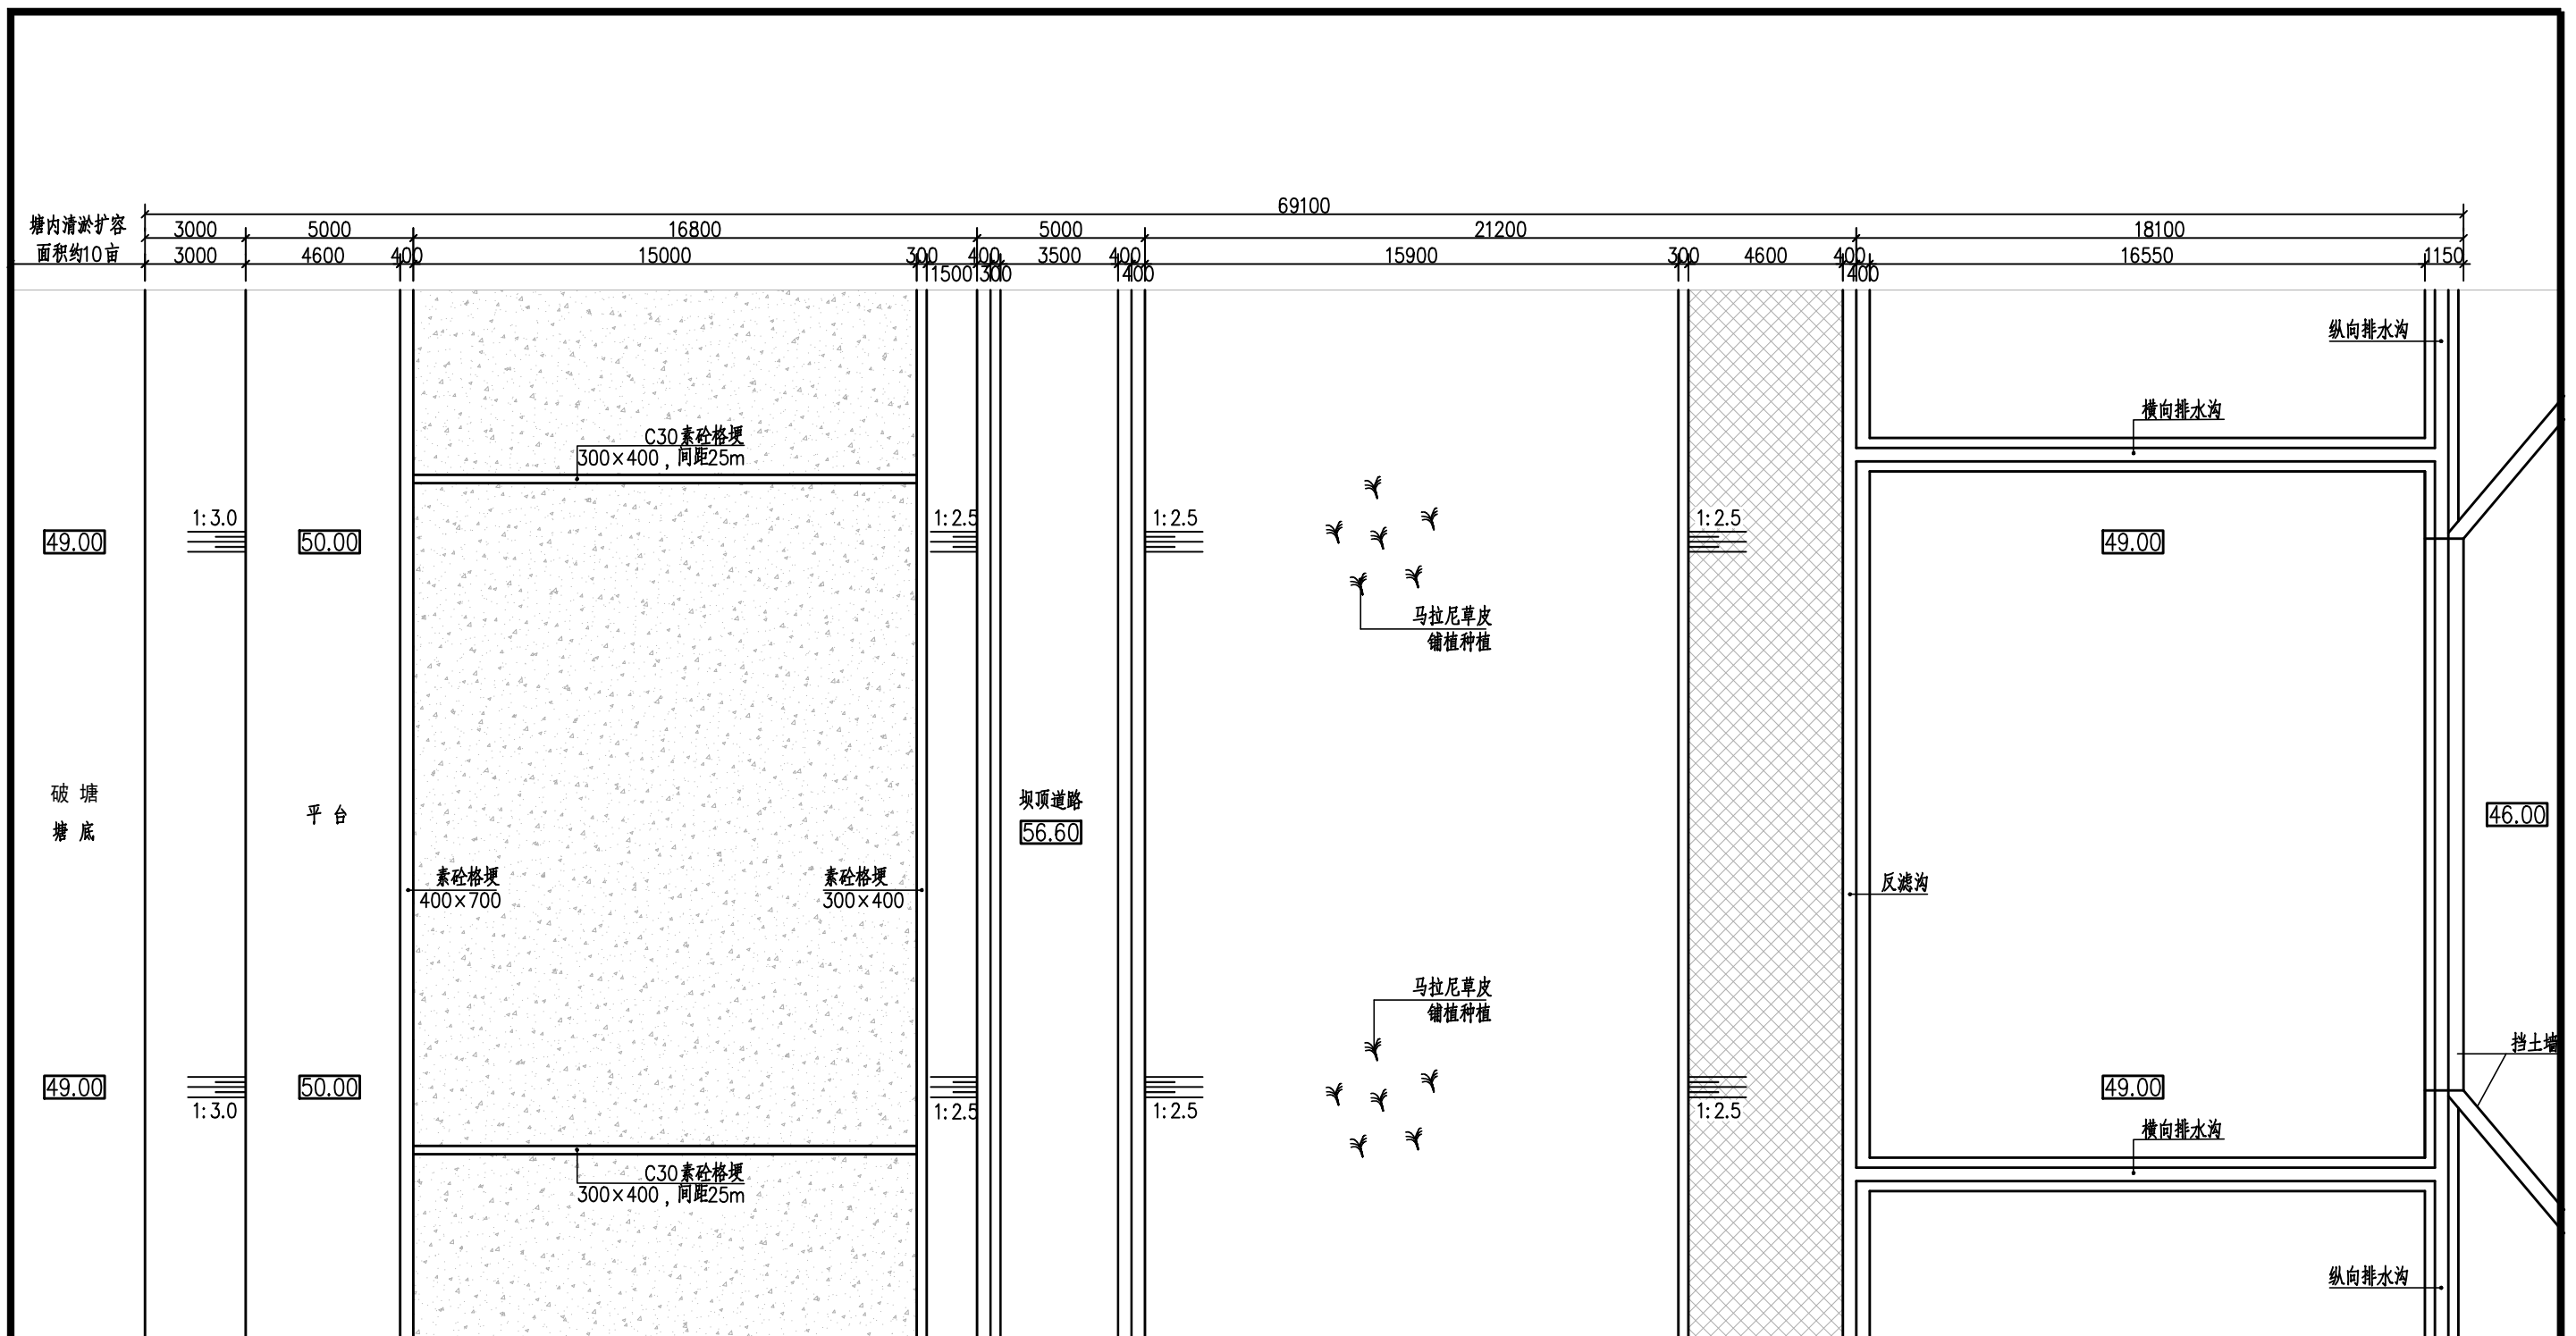 69100
塘内清淤扩容
3000
5000
16800
5000
21200
18100
面积约10亩
3000
4600
400
15000
300
400
3500
400
15900
300
4600
400
16550
1150
1500
300
400
400
纵向排水沟
横向排水沟
C30素砼格埂
300×400，间距25m
1:3.0
1:2.5
1:2.5
1:2.5
49.00
50.00
49.00
马拉尼草皮
铺植种植
破 塘
塘 底
平 台
坝顶道路
56.60
46.00
素砼格埂
400×700
素砼格埂
300×400
反滤沟
马拉尼草皮
铺植种植
挡土墙
49.00
50.00
49.00
1:3.0
1:2.5
1:2.5
1:2.5
横向排水沟
C30素砼格埂
300×400，间距25m
纵向排水沟